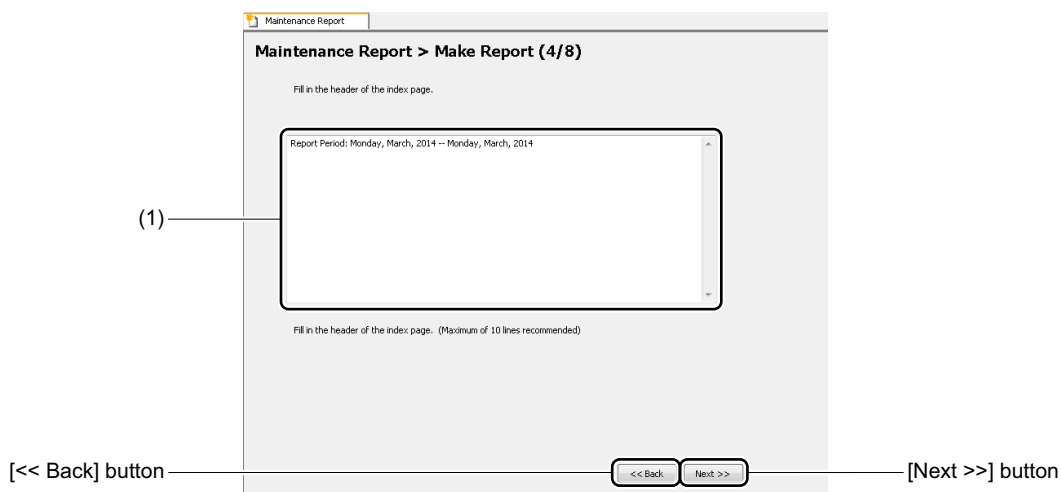 Maintenance Report
Maintenance Report > Make Report (4/8)
Fill in the header of the index page.
Report Period: Monday, March, 2014 -- Monday, March, 2014
(1)
Fill in the header of the index page. (Maximum of 10 lines recommended)
[<< Back] button
<< Back
Next >>
[Next >>] button